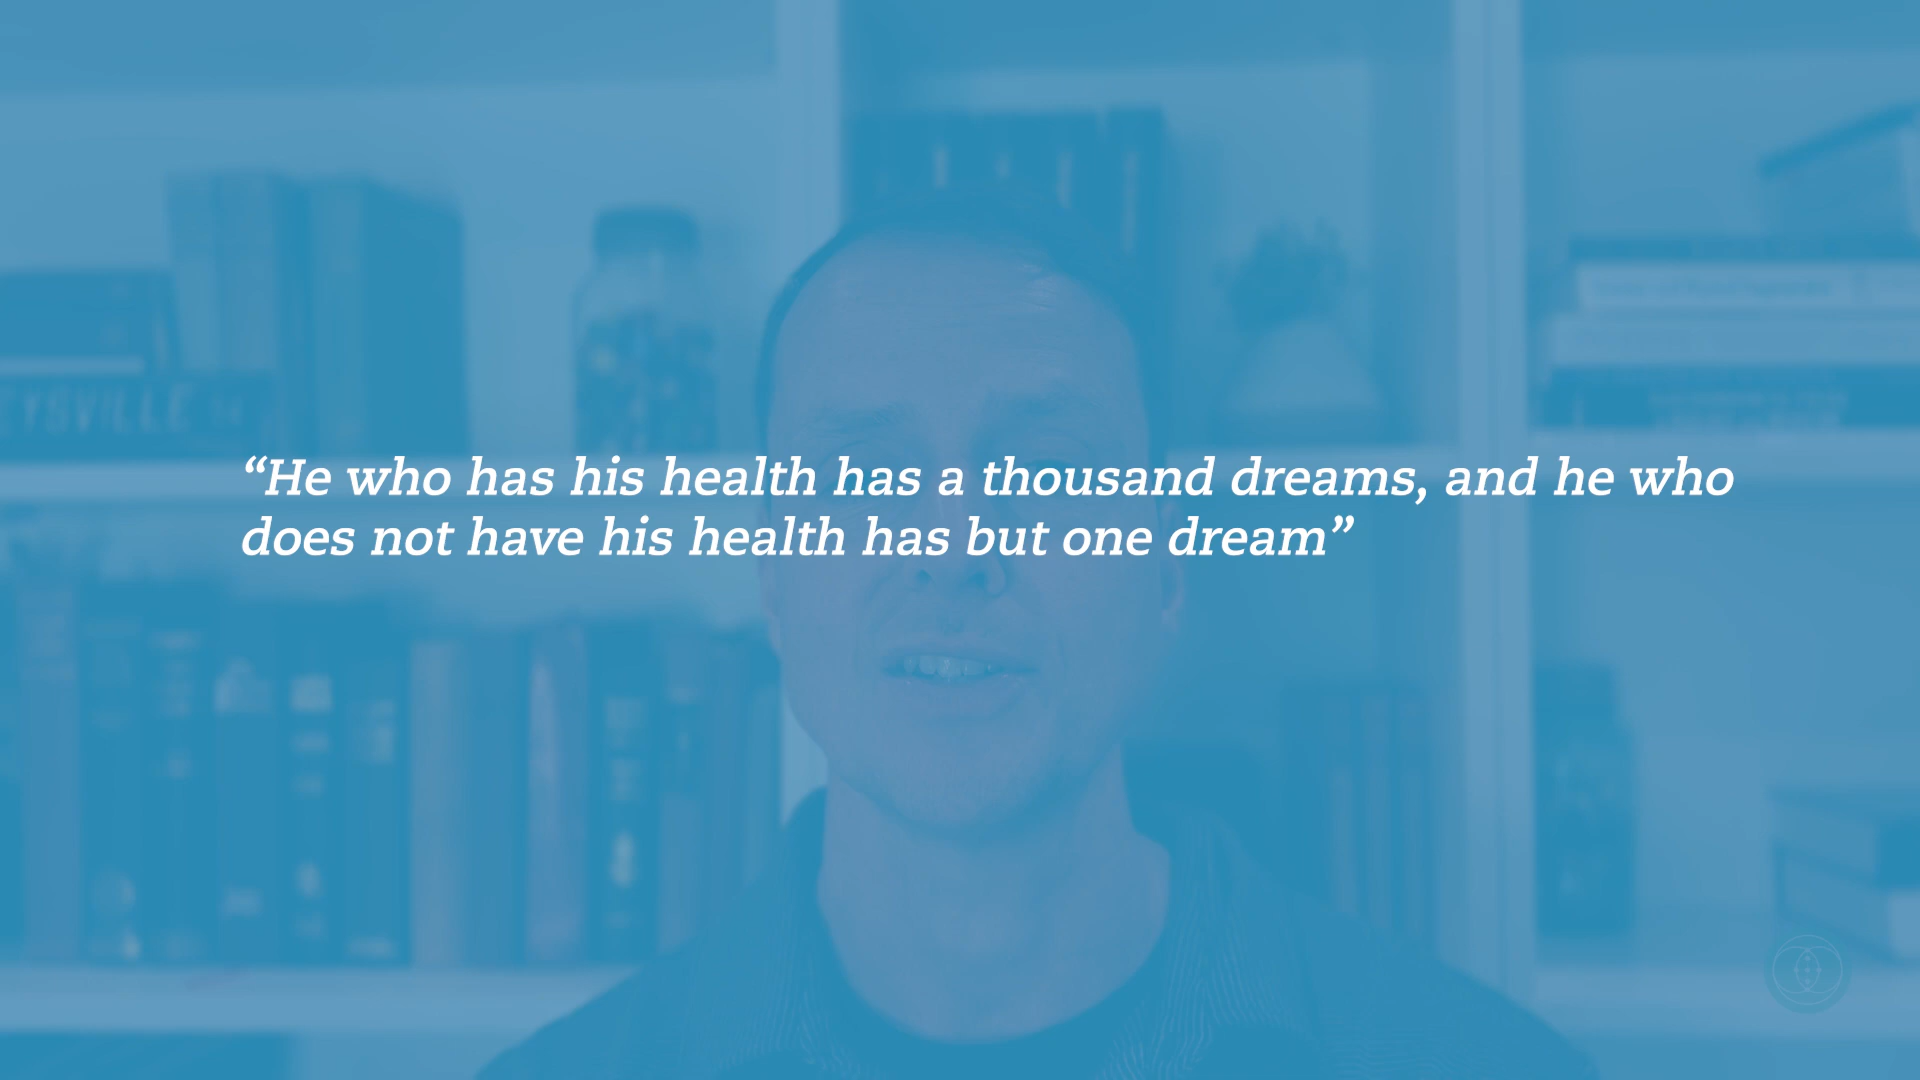 “He who has his health has a thousand dreams, and he who
does not have his health has but one dream”
EYSVILLE